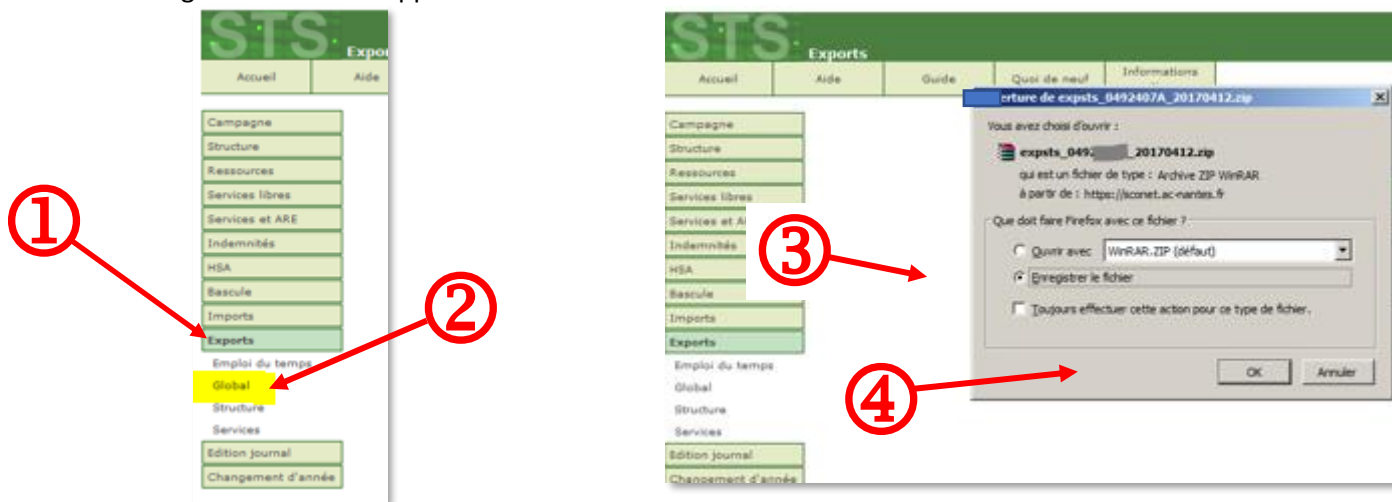 STS Expor
Accueil Aide
Campagne
Structure
Ressources
Services libres
Services et ARE
Indemnités
HSA
Bascule
Imports
Exports
Emploi du temps
Global
Structure
Services
Edition journal
Changement d'année
①
②
STS Exports
Accueil Aide Guide Quoi de neuf Informations
Campagne
Structure
Ressources
Services libres
Services et A
Indemnités
HSA
Bascule
Imports
Exports
Emploi du temps
Global
Structure
Services
Edition journal
Changement d'année
③
④
erture de expsts_0492407A_20170412.zip
Vous avez choisi d'ouvrir :
expsts_049 _20170412.zip
qui est un fichier de type : Archive ZIP WinRAR
à partir de : https://sconet.ac-nantes.fr
Que doit faire Firefox avec ce fichier ?
Ouvrir avec WinRAR.ZIP (défaut)
Enregistrer le fichier
Toujours effectuer cette action pour ce type de fichier.
OK Annuler